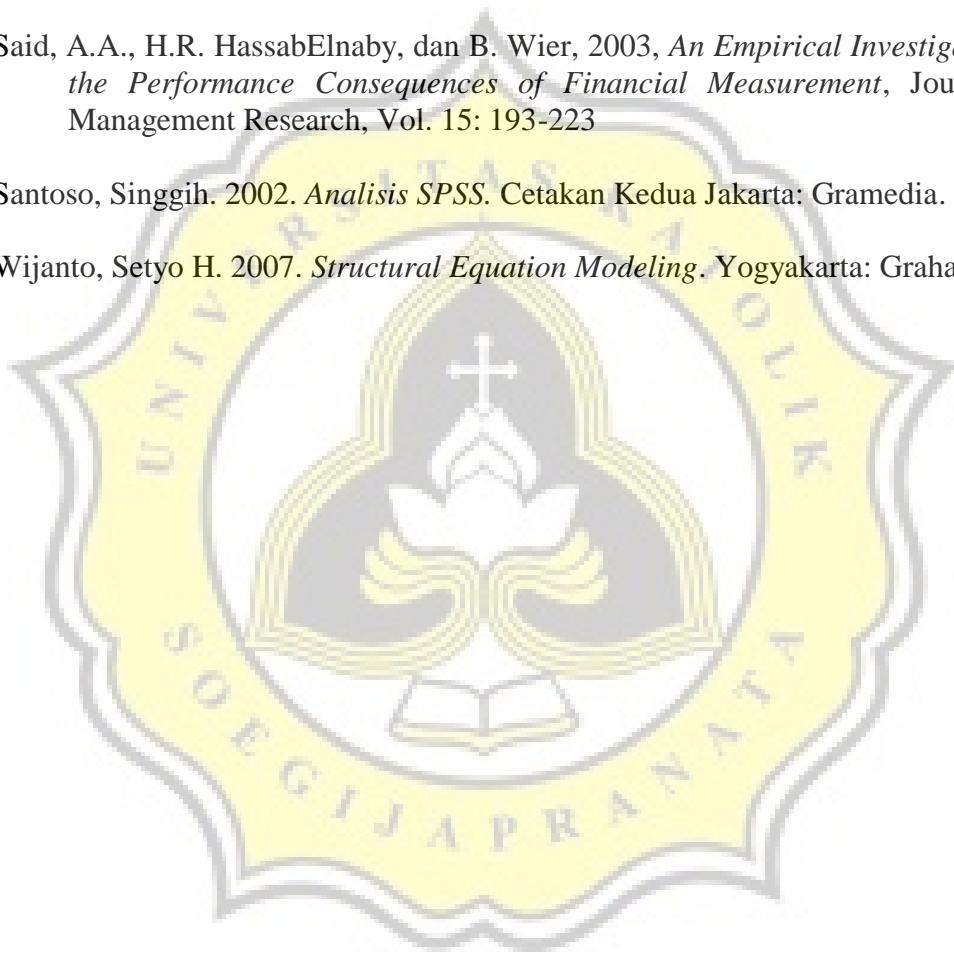 Said, A.A., H.R. HassabElnaby, dan B. Wier, 2003, An Empirical Investiga
the Performance Consequences of Financial Measurement, Jou
Management Research, Vol. 15: 193-223
Santoso, Singgih. 2002. Analisis SPSS. Cetakan Kedua Jakarta: Gramedia.
Wijanto, Setyo H. 2007. Structural Equation Modeling. Yogyakarta: Graha
UNIVERSITAS KATOLIK
SOEGIJAPRANATA